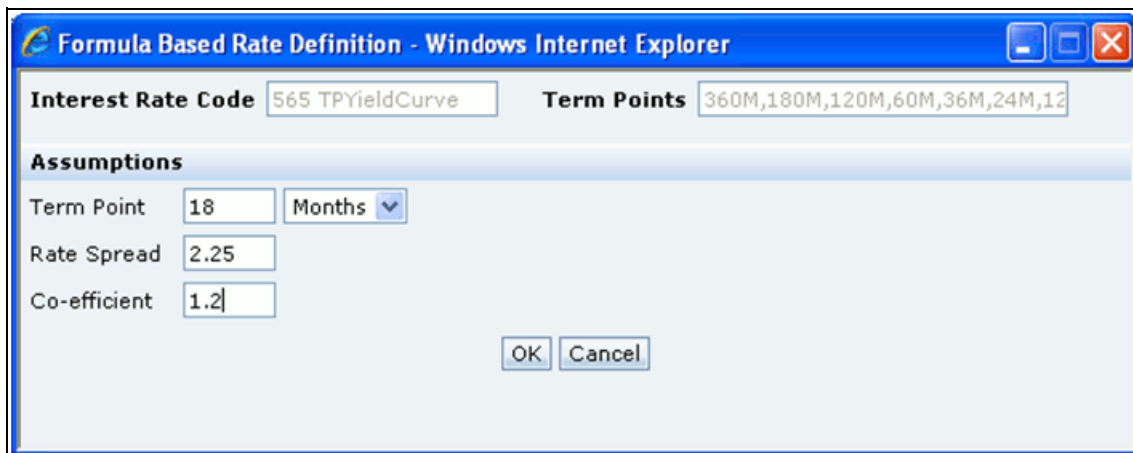 Formula Based Rate Definition - Windows Internet Explorer
Interest Rate Code 565 TPYieldCurve Term Points 360M,180M,120M,60M,36M,24M,12
Assumptions
Term Point 18 Months
Rate Spread 2.25
Co-efficient 1.2
OK Cancel